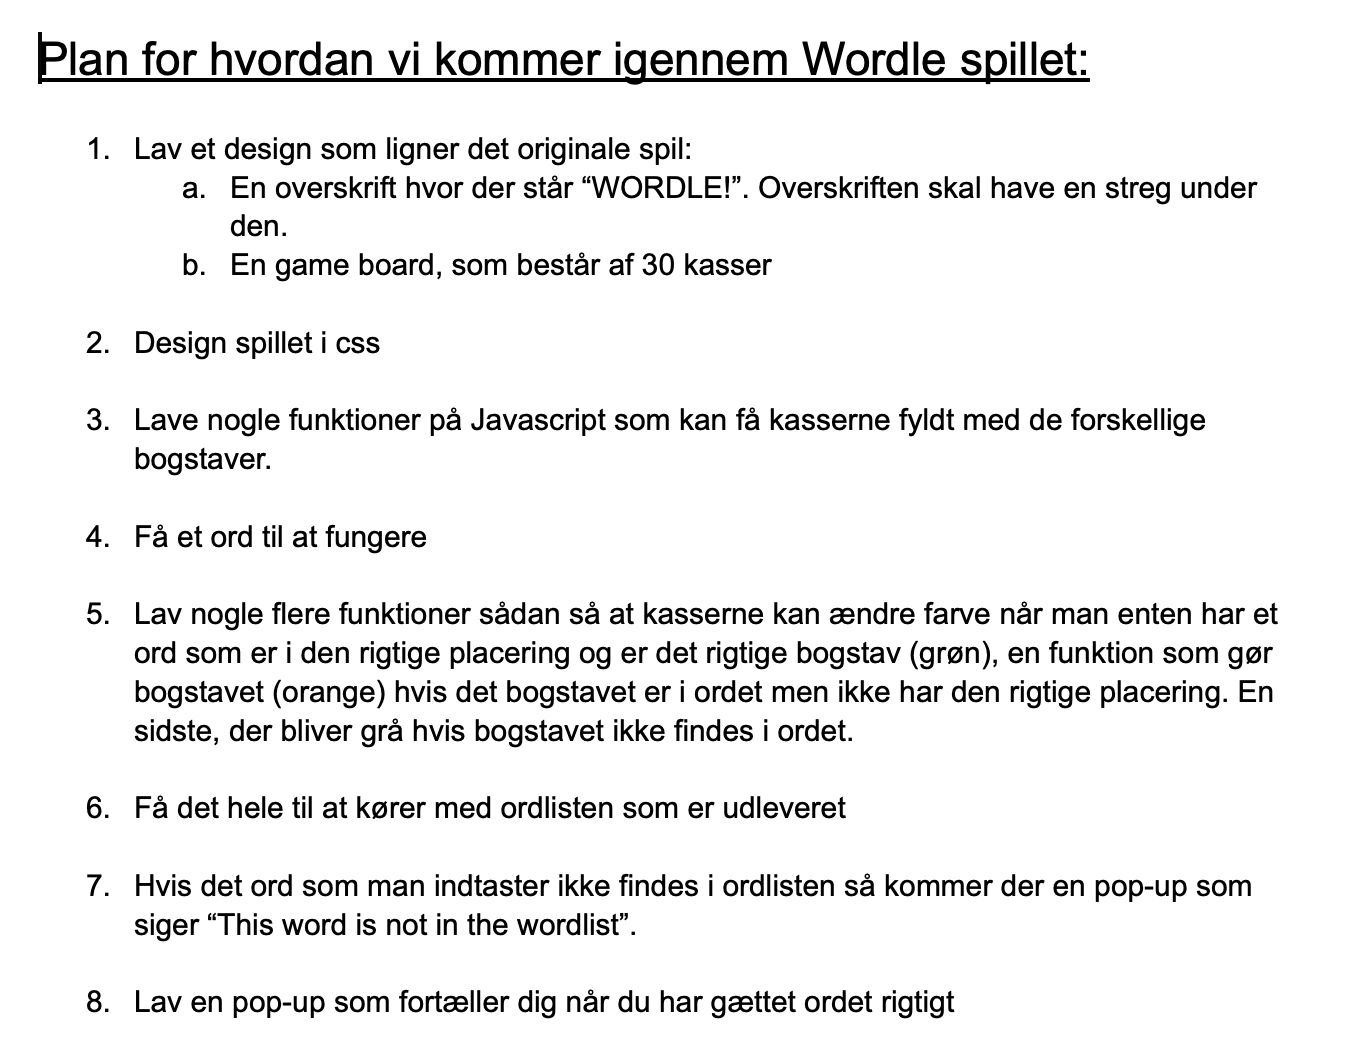 Plan for hvordan vi kommer igennem Wordle spillet:
1. Lav et design som ligner det originale spil:
a. En overskrift hvor der står “WORDLE!”. Overskriften skal have en streg under
den.
b. En game board, som består af 30 kasser
2. Design spillet i css
3. Lave nogle funktioner på Javascript som kan få kasserne fyldt med de forskellige
bogstaver.
4. Få et ord til at fungere
5. Lav nogle flere funktioner sådan så at kasserne kan ændre farve når man enten har et
ord som er i den rigtige placering og er det rigtige bogstav (grøn), en funktion som gør
bogstavet (orange) hvis det bogstavet er i ordet men ikke har den rigtige placering. En
sidste, der bliver grå hvis bogstavet ikke findes i ordet.
6. Få det hele til at kører med ordlisten som er udleveret
7. Hvis det ord som man indtaster ikke findes i ordlisten så kommer der en pop-up som
siger “This word is not in the wordlist”.
8. Lav en pop-up som fortæller dig når du har gættet ordet rigtigt